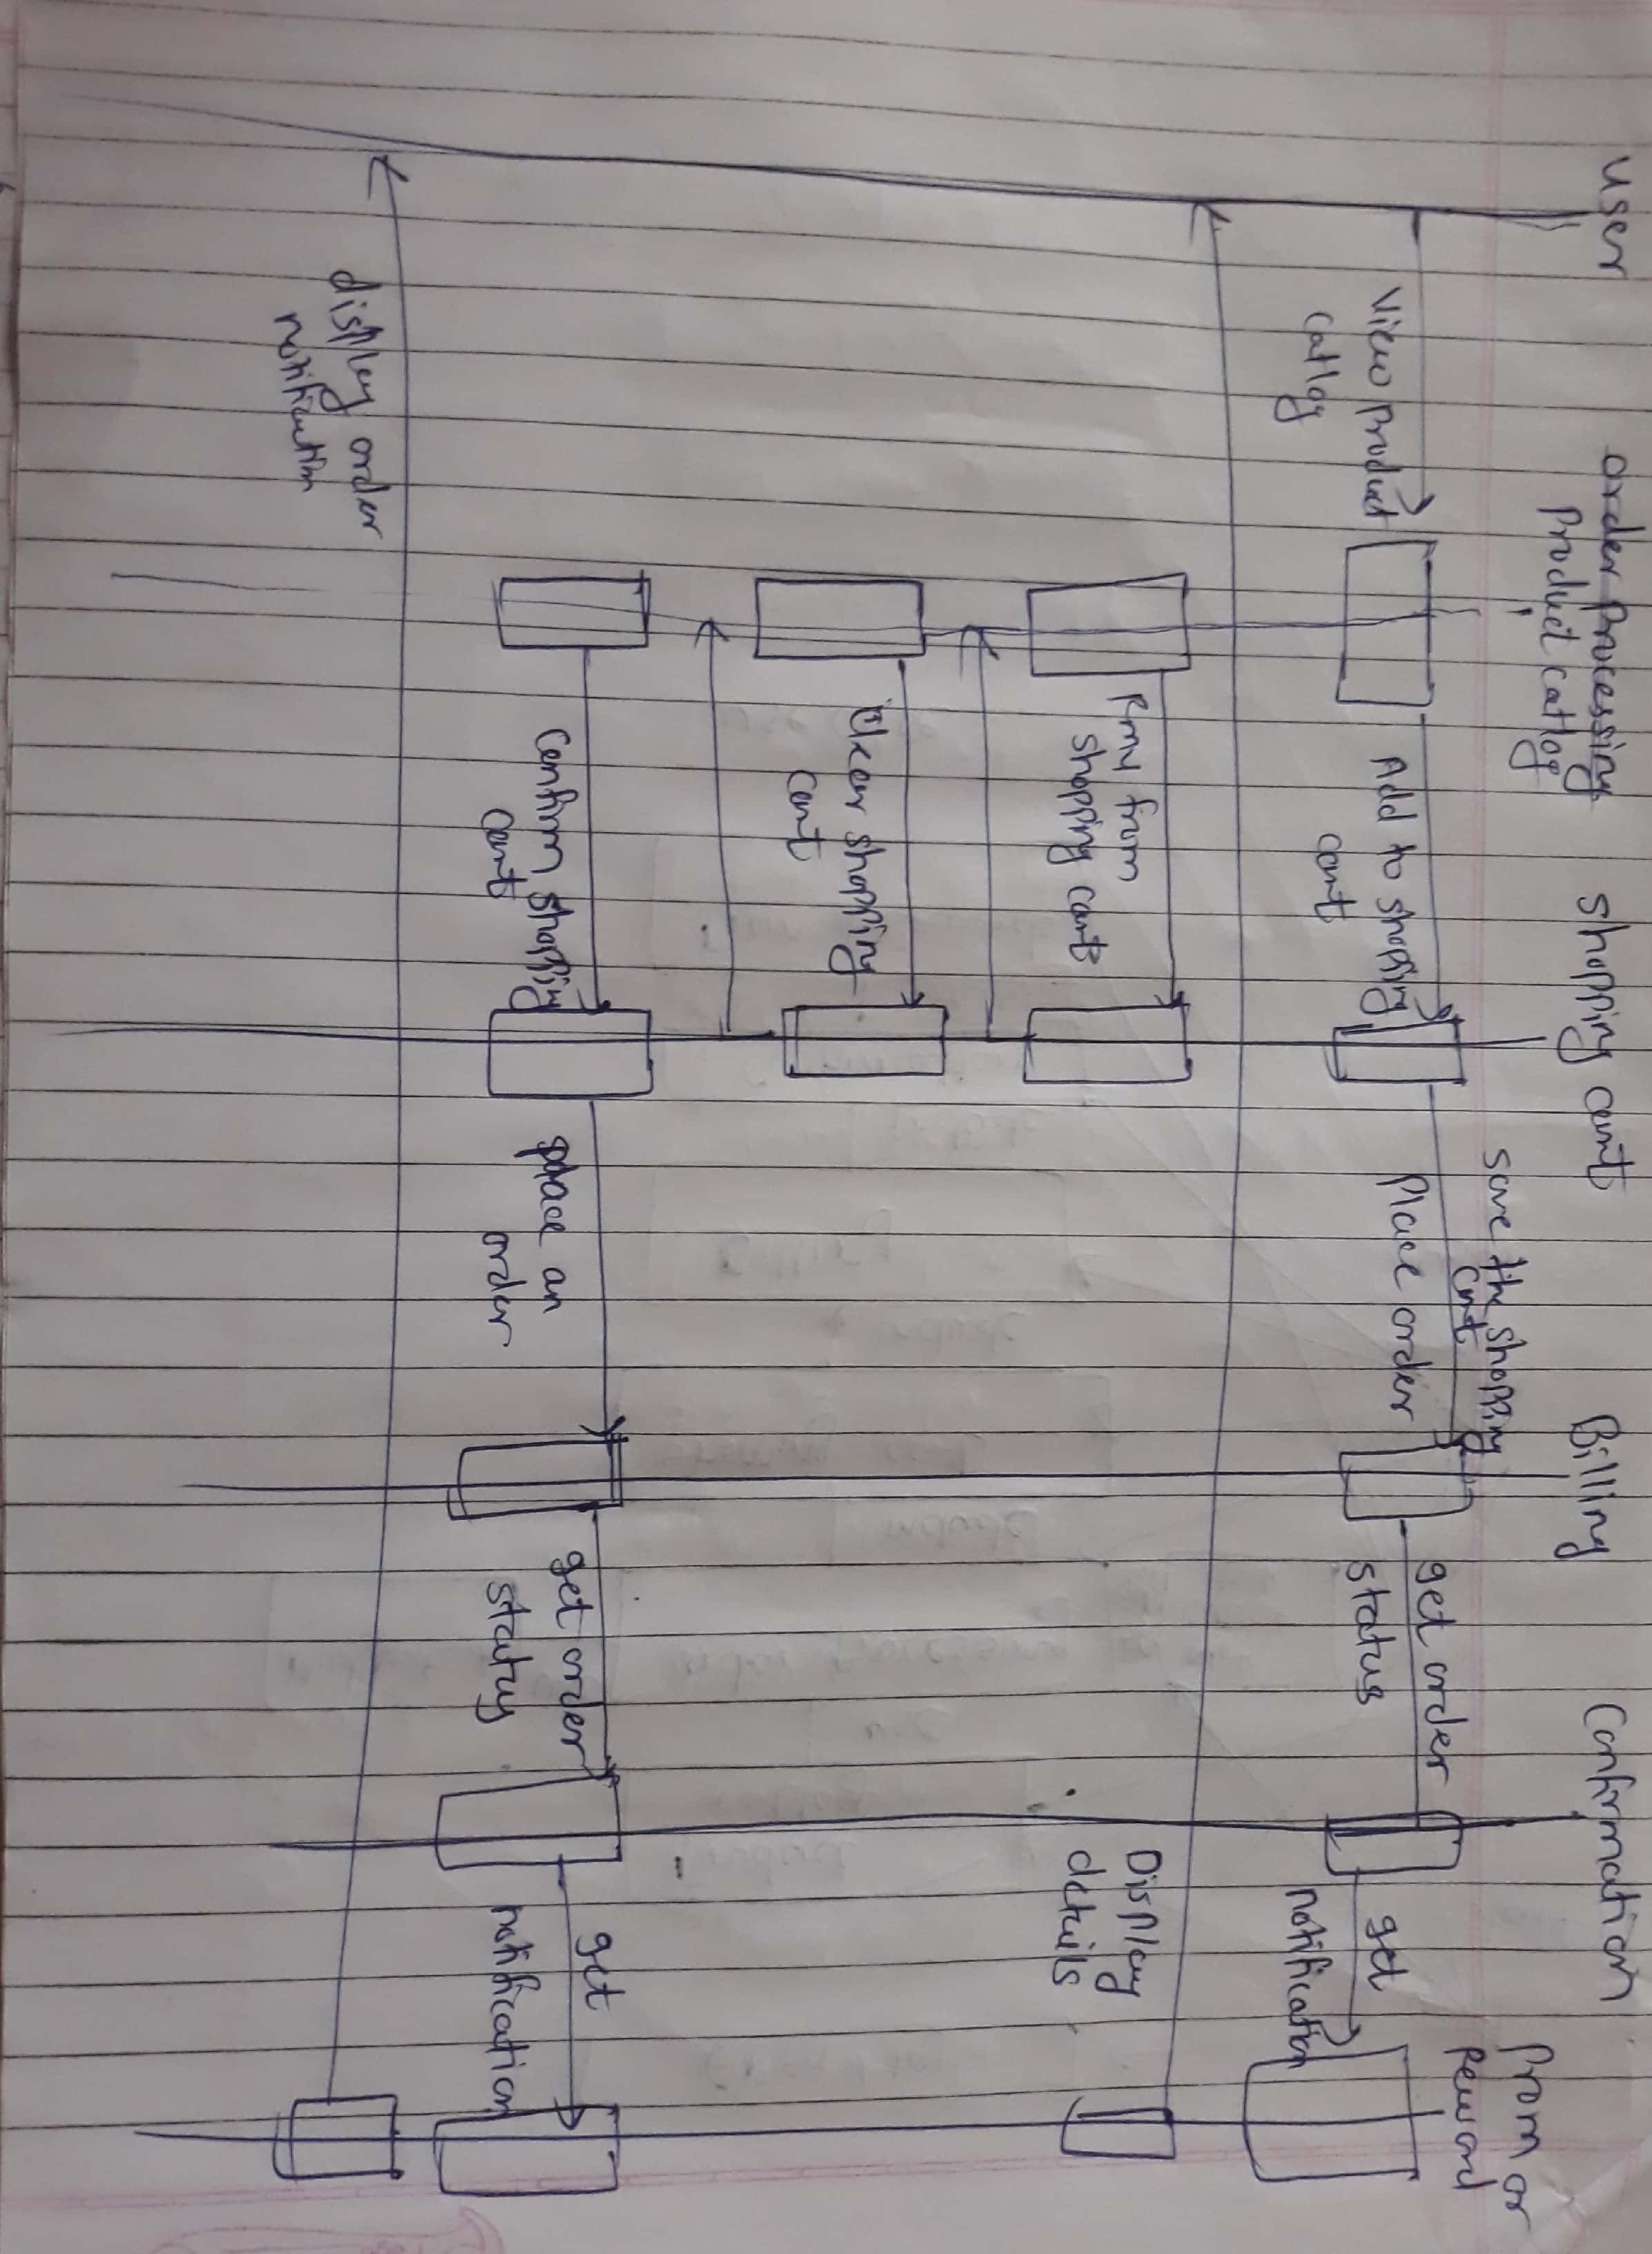 User
order Processing
Product catlog
shopping cart
Billing
Confirmation
Prom or
Reward
View Product
catlog
Add to shopping
cart
save the shopping
cart
Place order
get order
status
get
notification
Display
details
from
shopping cart
Clear shopping
cart
Confirm shopping
cart
place an
order
get order
status
get
notification
display order
notification